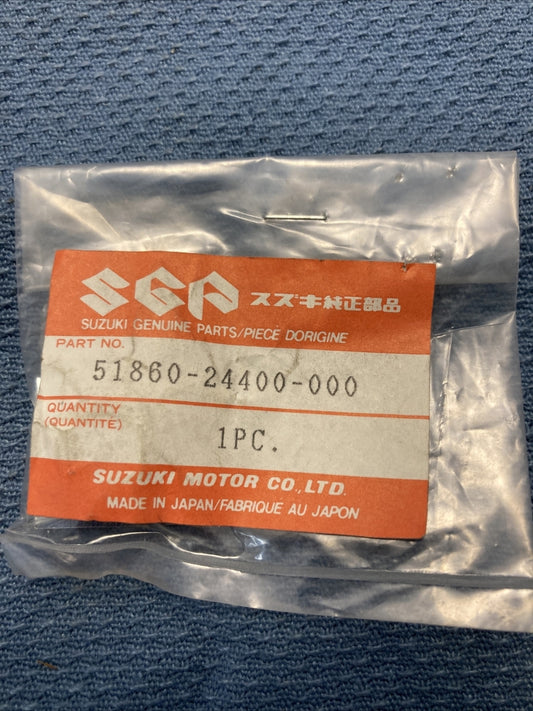 SGP スズキ純正部品
SUZUKI GENUINE PARTS/PIECE DORIGINE
PART NO.
51860-24400-000
QUANTITY
(QUANTITE)
1PC.
SUZUKI MOTOR CO.,LTD.
MADE IN JAPAN/FABRIQUE AU JAPON